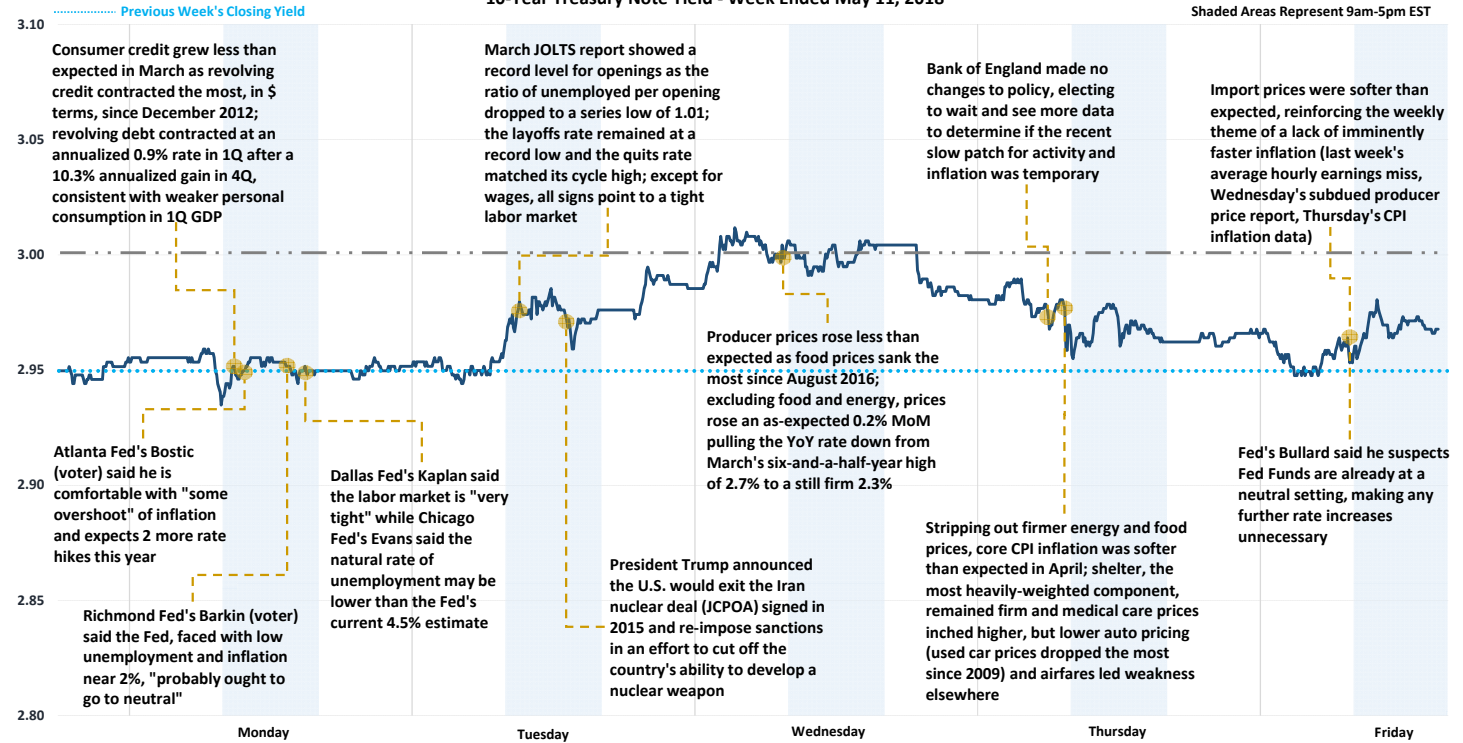 10-Year Treasury Note Yield - Week Ended May 11, 2018
Previous Week's Closing Yield
Shaded Areas Represent 9am-5pm EST
3.10
3.05
3.00
2.95
2.90
2.85
2.80
Consumer credit grew less than
expected in March as revolving
credit contracted the most, in $
terms, since December 2012;
revolving debt contracted at an
annualized 0.9% rate in 1Q after a
10.3% annualized gain in 4Q,
consistent with weaker personal
consumption in 1Q GDP
March JOLTS report showed a
record level for openings as the
ratio of unemployed per opening
dropped to a series low of 1.01;
the layoffs rate remained at a
record low and the quits rate
matched its cycle high; except for
wages, all signs point to a tight
labor market
Bank of England made no
changes to policy, electing
to wait and see more data
to determine if the recent
slow patch for activity and
inflation was temporary
Import prices were softer than
expected, reinforcing the weekly
theme of a lack of imminently
faster inflation (last week's
average hourly earnings miss,
Wednesday's subdued producer
price report, Thursday's CPI
inflation data)
Atlanta Fed's Bostic
(voter) said he is
comfortable with "some
overshoot" of inflation
and expects 2 more rate
hikes this year
Richmond Fed's Barkin (voter)
said the Fed, faced with low
unemployment and inflation
near 2%, "probably ought to
go to neutral"
Dallas Fed's Kaplan said
the labor market is "very
tight" while Chicago
Fed's Evans said the
natural rate of
unemployment may be
lower than the Fed's
current 4.5% estimate
President Trump announced
the U.S. would exit the Iran
nuclear deal (JCPOA) signed in
2015 and re-impose sanctions
in an effort to cut off the
country's ability to develop a
nuclear weapon
Producer prices rose less than
expected as food prices sank the
most since August 2016;
excluding food and energy, prices
rose an as-expected 0.2% MoM
pulling the YoY rate down from
March's six-and-a-half-year high
of 2.7% to a still firm 2.3%
Stripping out firmer energy and food
prices, core CPI inflation was softer
than expected in April; shelter, the
most heavily-weighted component,
remained firm and medical care prices
inched higher, but lower auto pricing
(used car prices dropped the most
since 2009) and airfares led weakness
elsewhere
Fed's Bullard said he suspects
Fed Funds are already at a
neutral setting, making any
further rate increases
unnecessary
Monday
Tuesday
Wednesday
Thursday
Friday